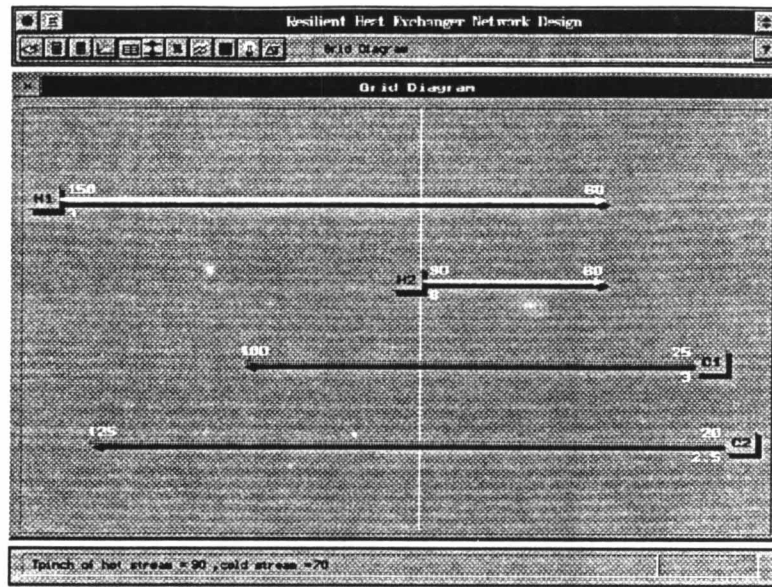 Resilient Heat Exchanger Network Design
Grid Diagram
?
Grid Diagram
H1 150 60
H2 90 60
8
100 25 C1
3
125 20 C2
2.5
Tpinch of hot stream = 90 ,cold stream =70